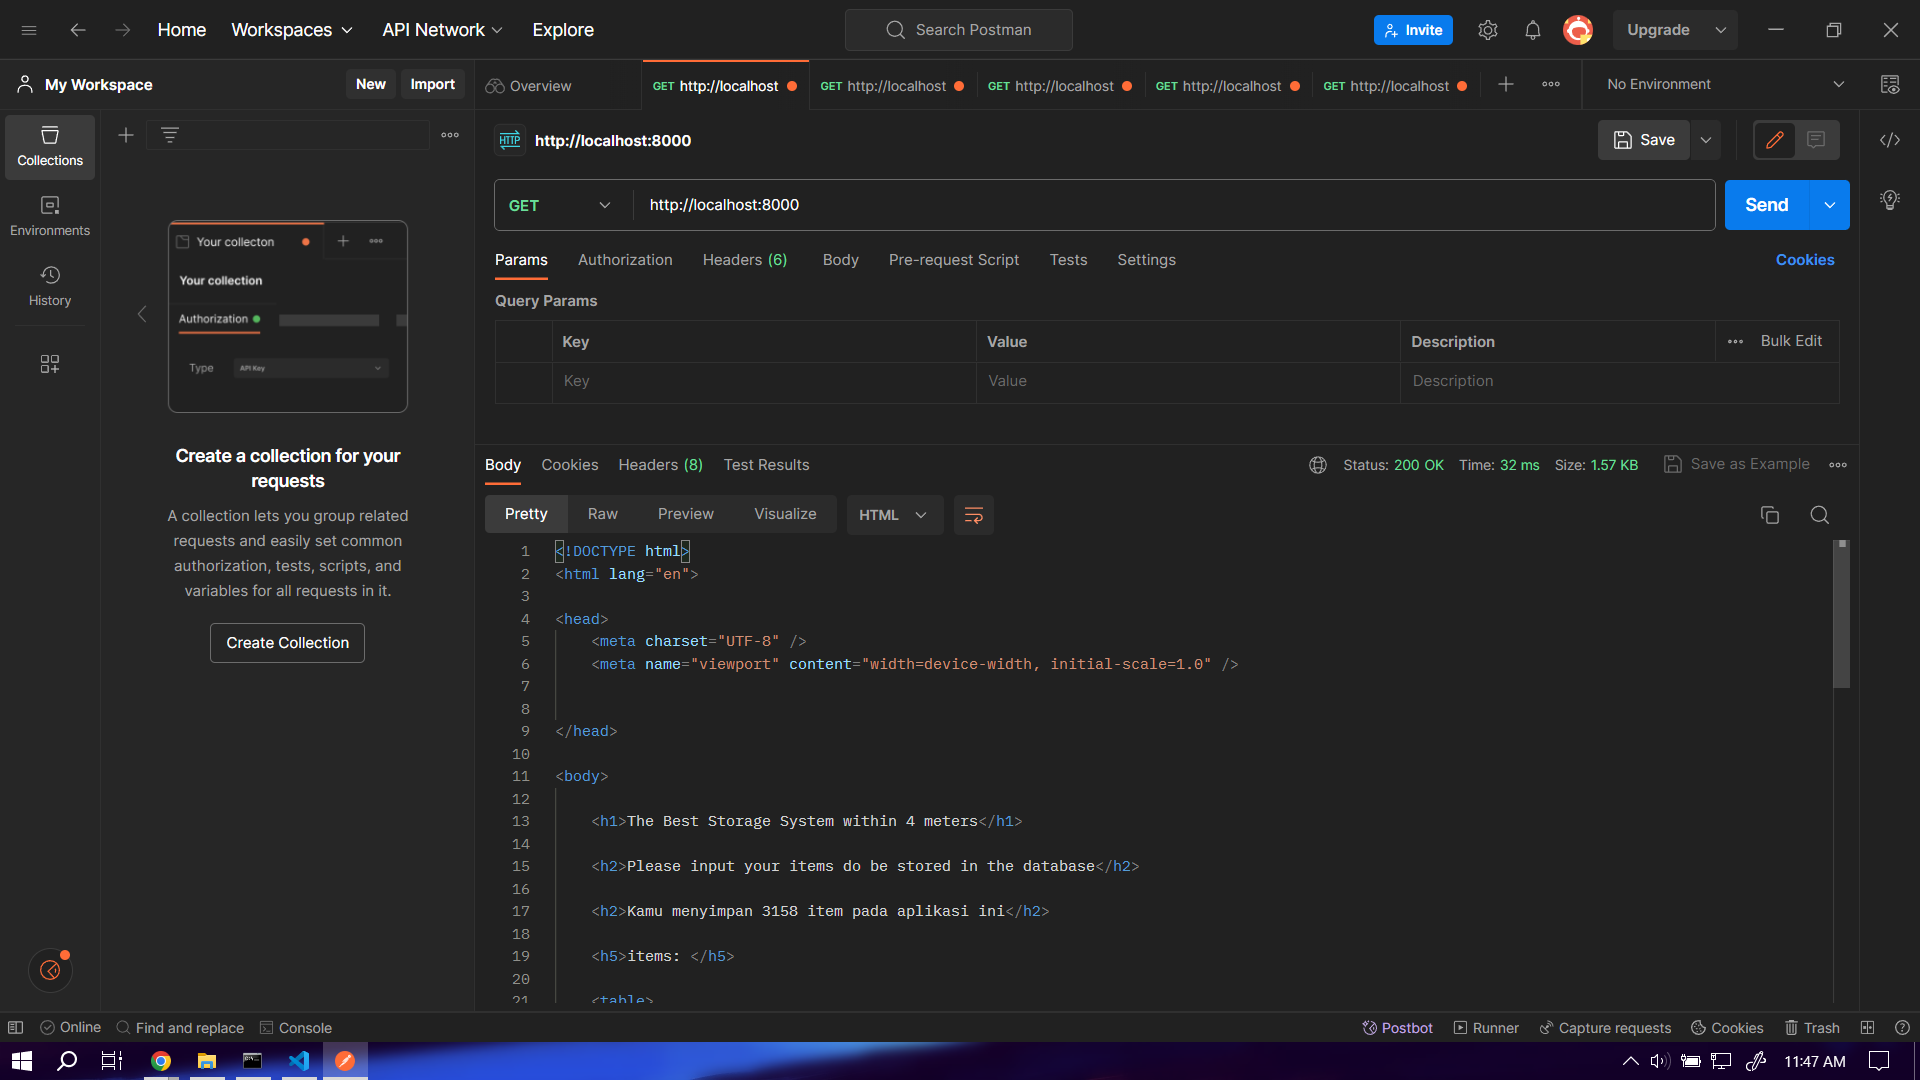 Home Workspaces API Network Explore Search Postman Invite Upgrade
My Workspace New Import Overview GET http://localhost GET http://localhost GET http://localhost GET http://localhost GET http://localhost No Environment
Collections
Environments
History
Your collecton
Your collection
Authorization
Type API Key
Create a collection for your
requests
A collection lets you group related
requests and easily set common
authorization, tests, scripts, and
variables for all requests in it.
Create Collection
HTTP http://localhost:8000 Save
GET http://localhost:8000 Send
Params Authorization Headers (6) Body Pre-request Script Tests Settings Cookies
Query Params
Key Value Description Bulk Edit
Key Value Description
Body Cookies Headers (8) Test Results Status: 200 OK Time: 32 ms Size: 1.57 KB Save as Example
Pretty Raw Preview Visualize HTML
1 <!DOCTYPE html>
2 <html lang="en">
3
4 <head>
5 <meta charset="UTF-8" />
6 <meta name="viewport" content="width=device-width, initial-scale=1.0" />
7
8
9 </head>
10
11 <body>
12
13 <h1>The Best Storage System within 4 meters</h1>
14
15 <h2>Please input your items do be stored in the database</h2>
16
17 <h2>Kamu menyimpan 3158 item pada aplikasi ini</h2>
18
19 <h5>items: </h5>
20
21 <table>
Online Find and replace Console Postbot Runner Capture requests Cookies Trash
11:47 AM